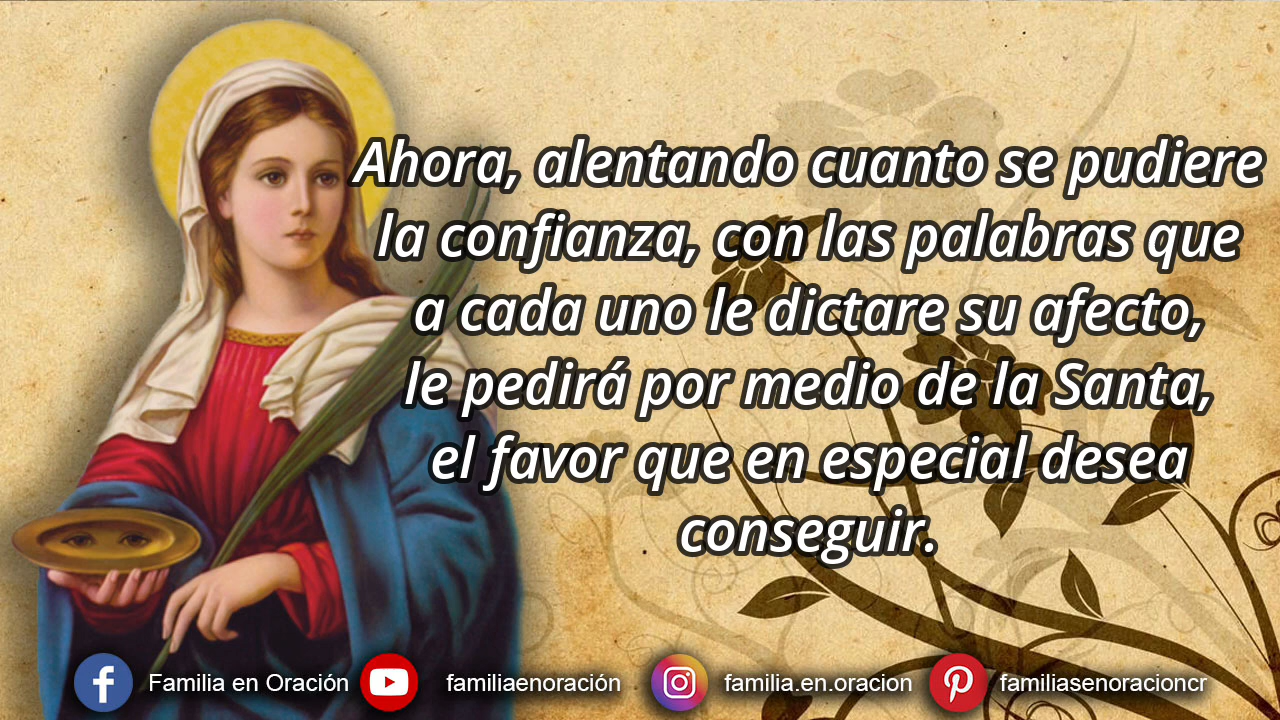 Ahora, alentando cuanto se pudiere
la confianza, con las palabras que
a cada uno le dictare su afecto,
le pedirá por medio de la Santa,
el favor que en especial desea
conseguir.
Familia en Oración familiaenoración familia.en.oracion familiasenoracioncr